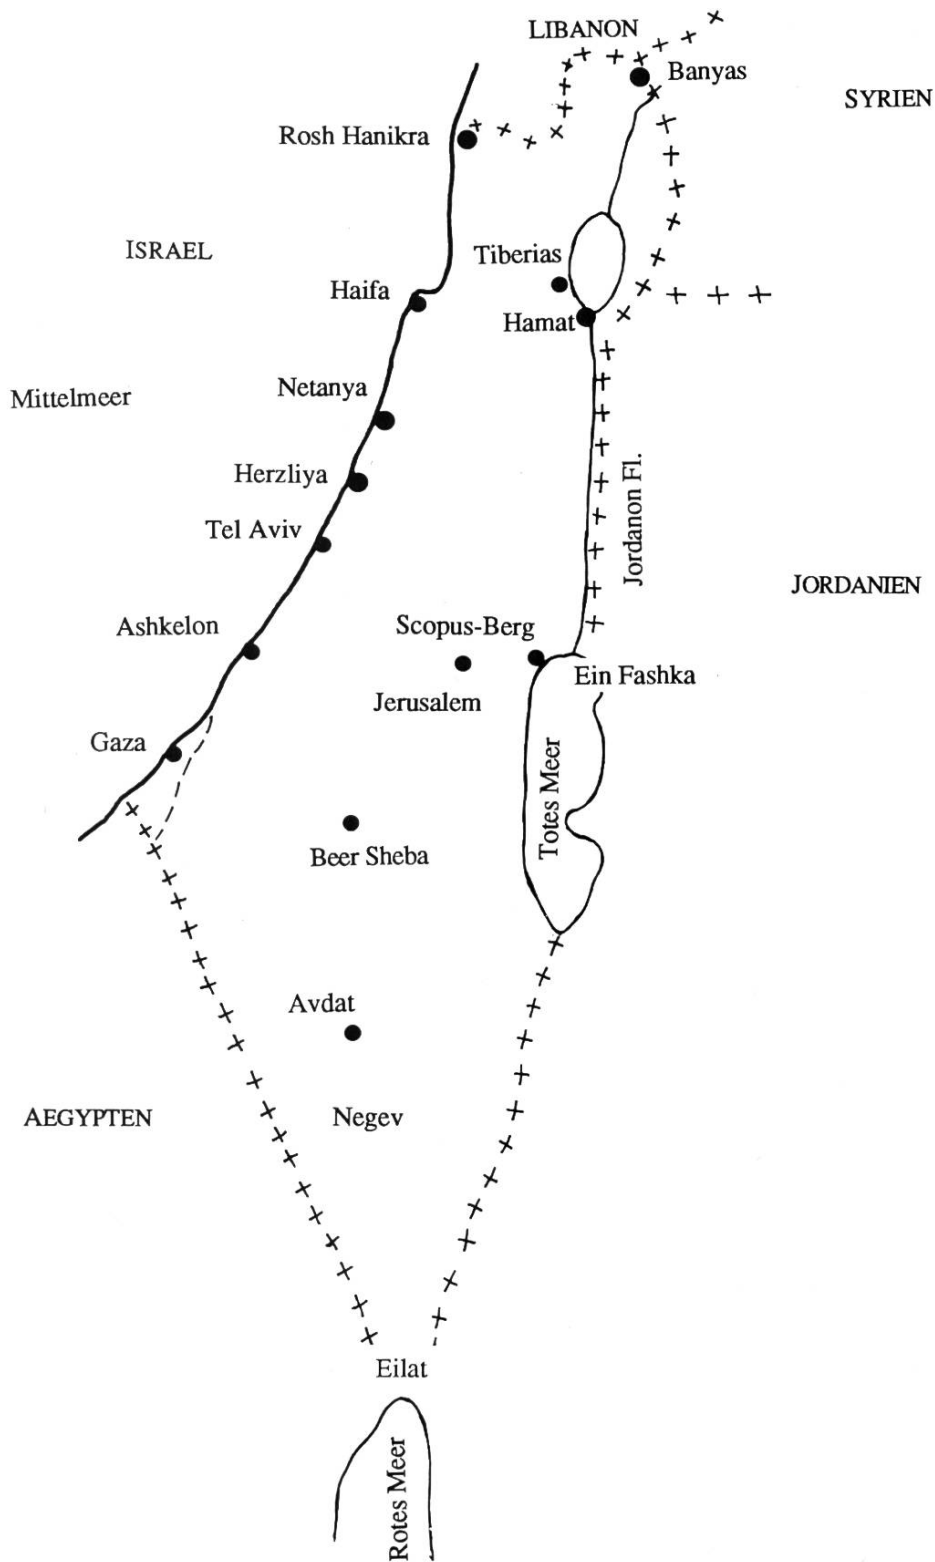 LIBANON
Banyas
SYRIEN
Rosh Hanikra
ISRAEL
Tiberias
Haifa
Hamat
Netanya
Mittelmeer
Herzliya
Jordanon Fl.
Tel Aviv
JORDANIEN
Ashkelon
Scopus-Berg
Ein Fashka
Jerusalem
Gaza
Totes Meer
Beer Sheba
Avdat
AEGYPTEN
Negev
Eilat
Rotes Meer